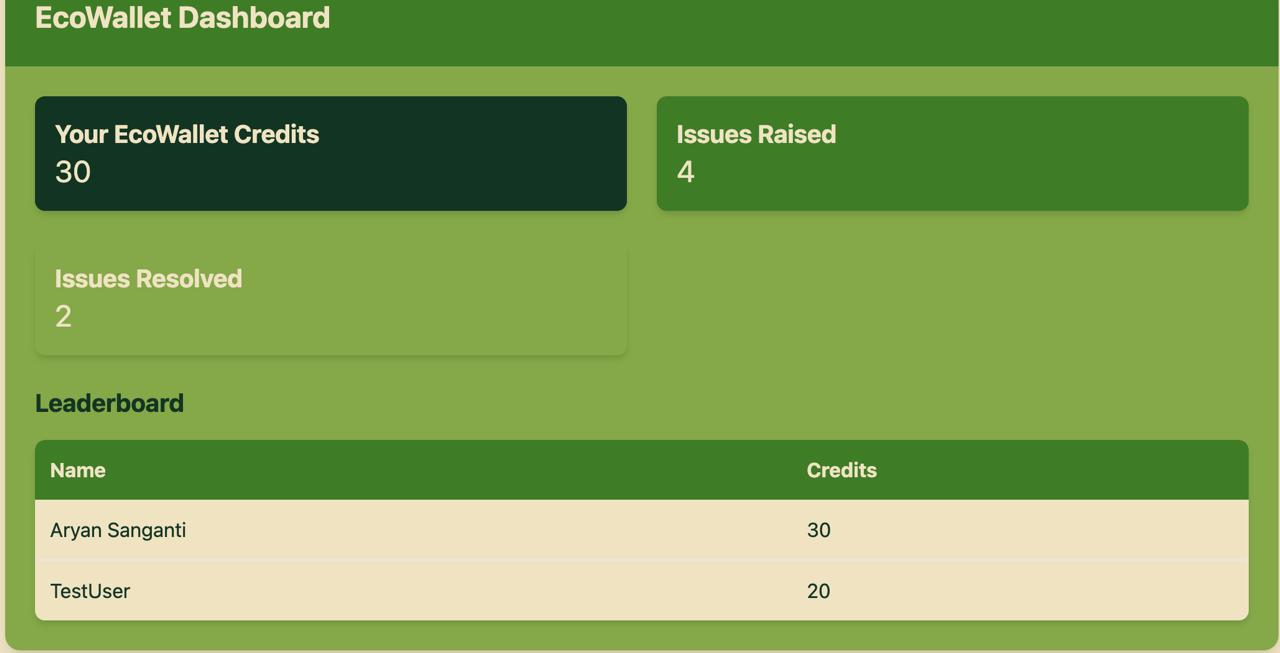 EcoWallet Dashboard
Your EcoWallet Credits
30
Issues Raised
4
Issues Resolved
2
Leaderboard
Name Credits
Aryan Sanganti 30
TestUser 20